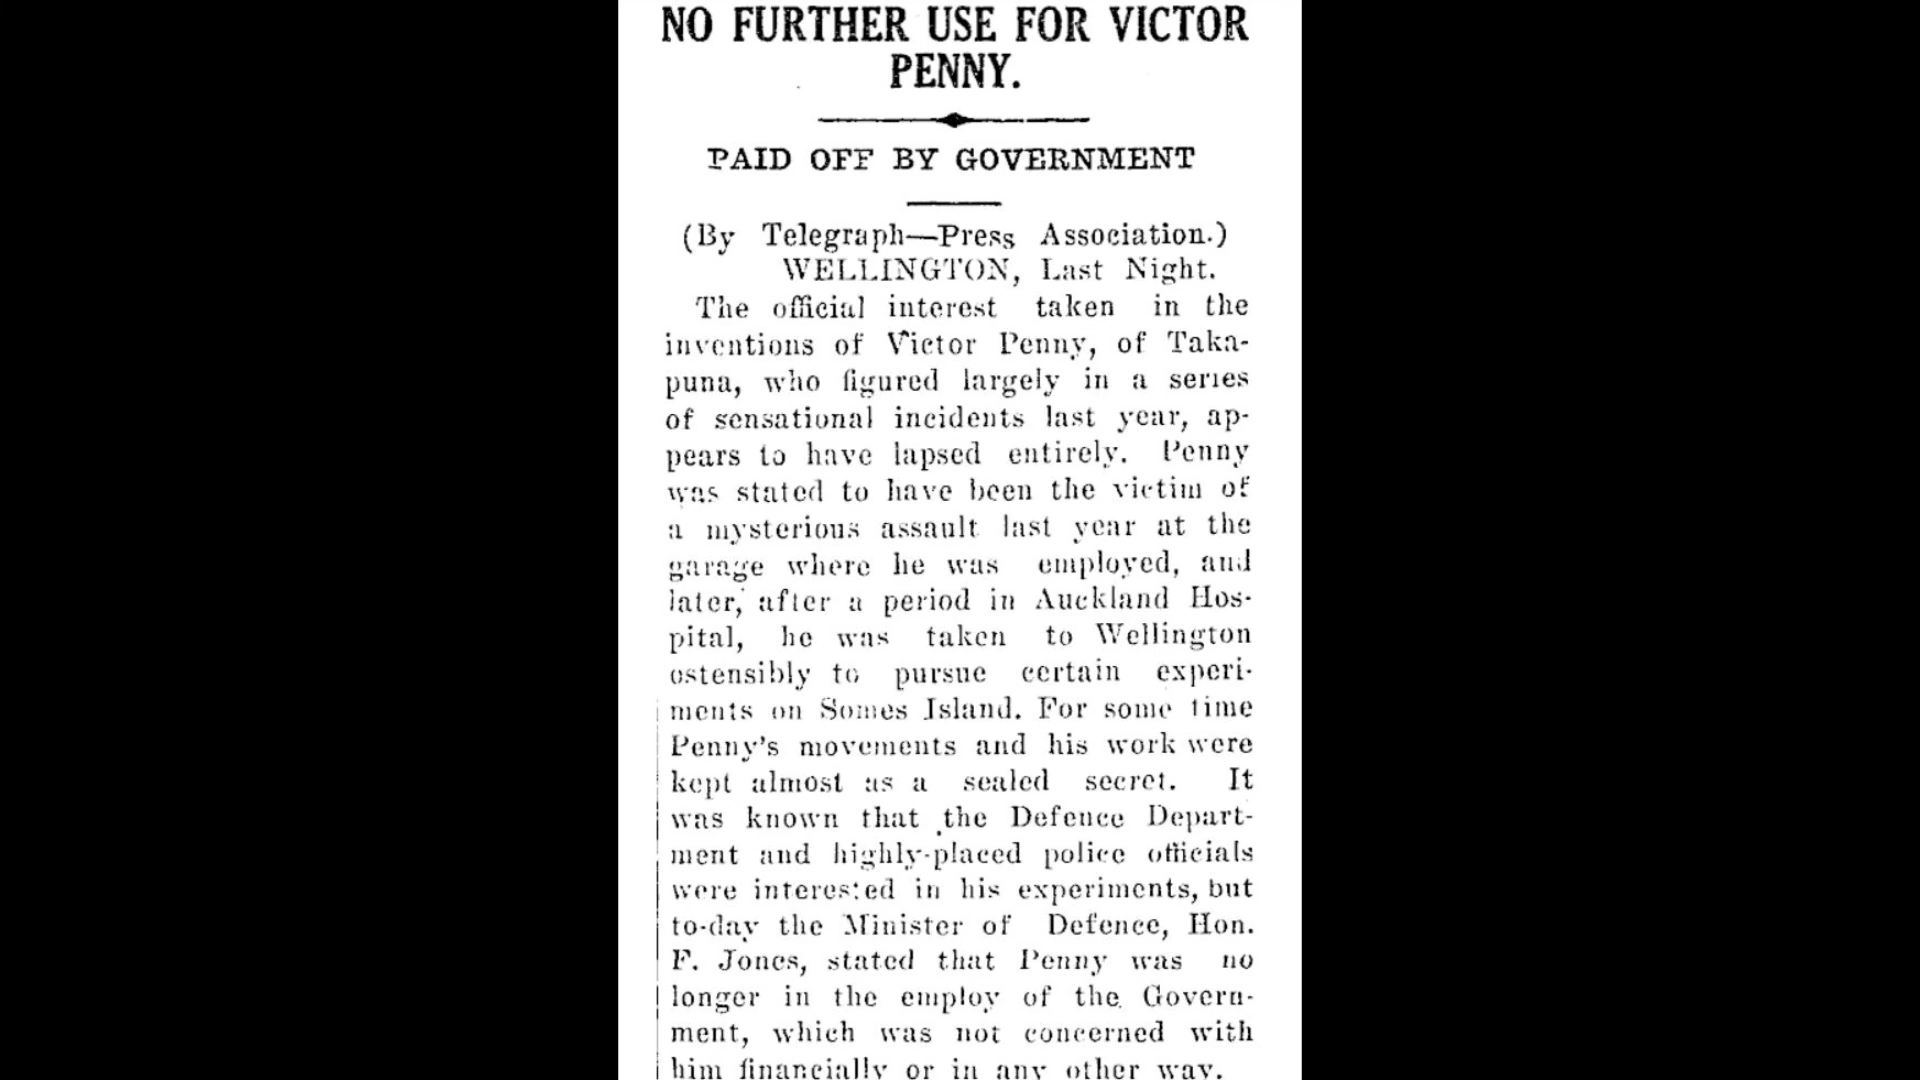 NO FURTHER USE FOR VICTOR
PENNY.
PAID OFF BY GOVERNMENT
(By Telegraph—Press Association.)
WELLINGTON, Last Night.
The official interest taken in the
inventions of Victor Penny, of Taka-
puna, who figured largely in a series
of sensational incidents last year, ap-
pears to have lapsed entirely. Penny
was stated to have been the victim of
a mysterious assault last year at the
garage where he was employed, and
later, after a period in Auckland Hos-
pital, he was taken to Wellington
ostensibly to pursue certain experi-
ments on Somes Island. For some time
Penny's movements and his work were
kept almost as a sealed secret. It
was known that the Defence Depart-
ment and highly-placed police officials
were interested in his experiments, but
to-day the Minister of Defence, Hon.
F. Jones, stated that Penny was no
longer in the employ of the Govern-
ment, which was not concerned with
him financially or in any other way.